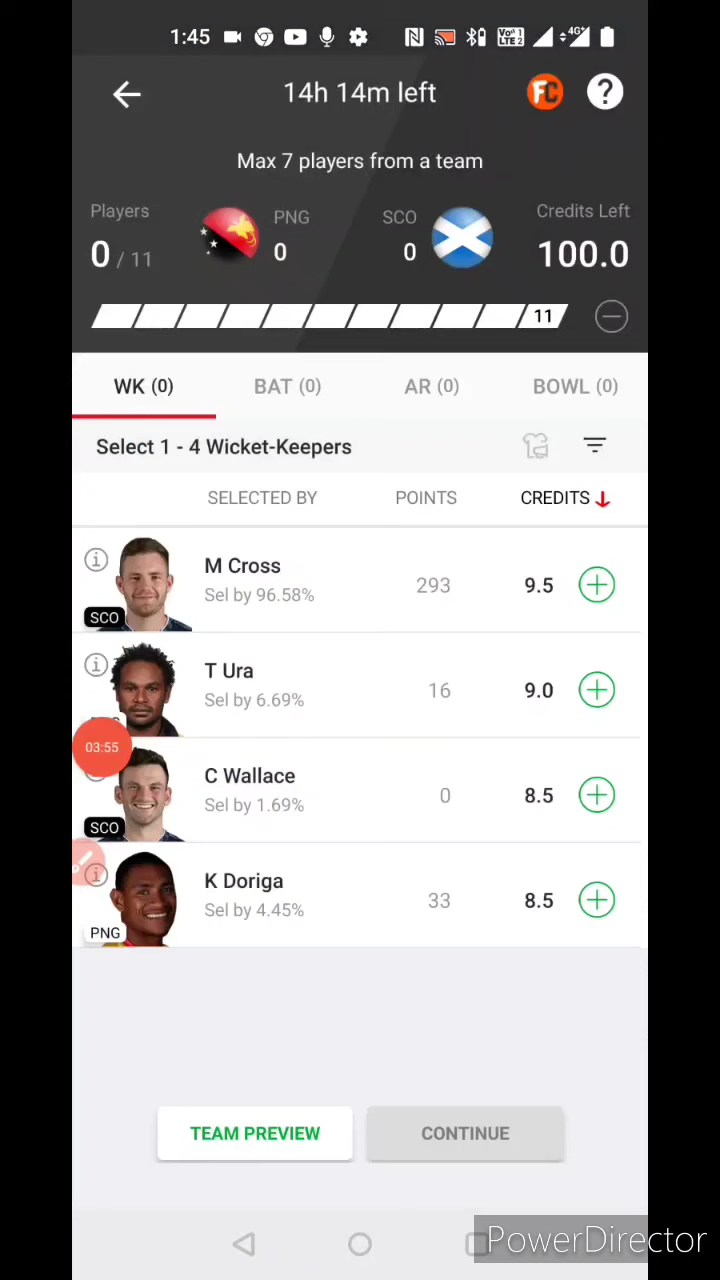 1:45
14h 14m left
FC
?
Max 7 players from a team
Players
PNG
SCO
Credits Left
0 / 11
0
0
100.0
11
WK (0)
BAT (0)
AR (0)
BOWL (0)
Select 1 - 4 Wicket-Keepers
SELECTED BY
POINTS
CREDITS
M Cross
Sel by 96.58%
293
9.5
SCO
T Ura
Sel by 6.69%
16
9.0
03:55
C Wallace
Sel by 1.69%
0
8.5
SCO
K Doriga
Sel by 4.45%
33
8.5
PNG
TEAM PREVIEW
CONTINUE
PowerDirector